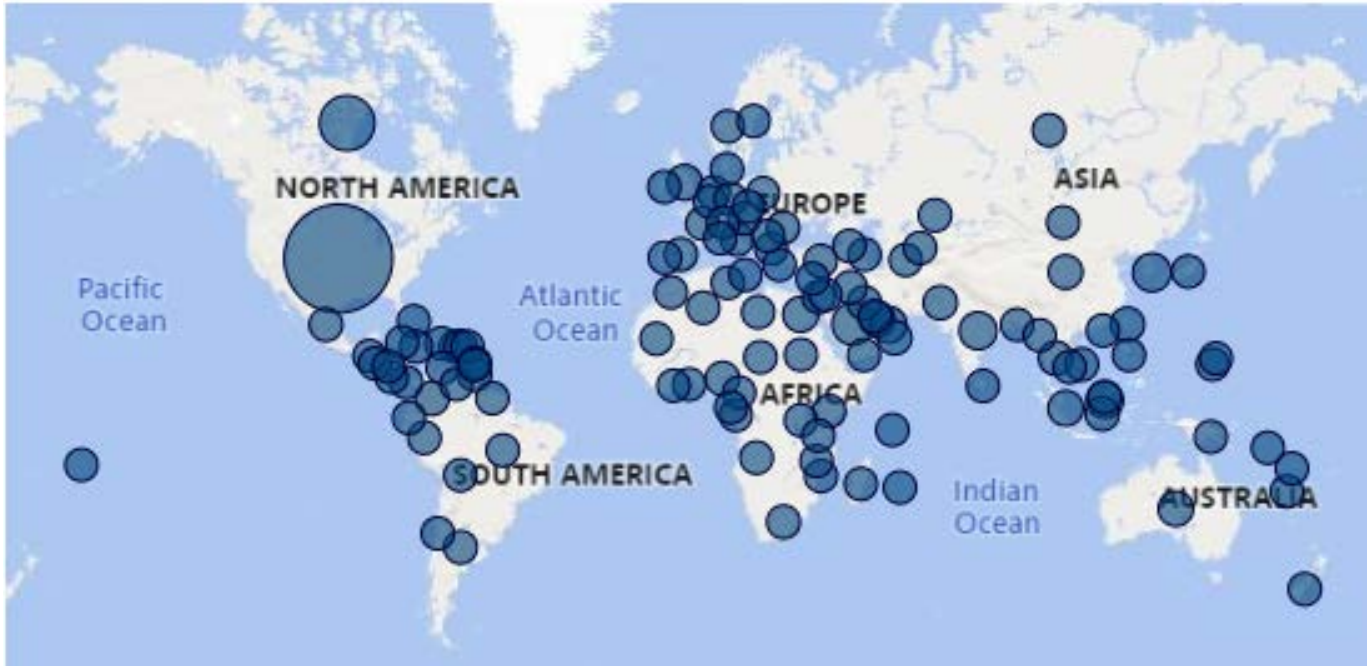 ASIA
NORTH AMERICA
EUROPE
Pacific
Ocean
Atlantic
Ocean
AFRICA
SOUTH AMERICA
Indian
Ocean
AUSTRALIA